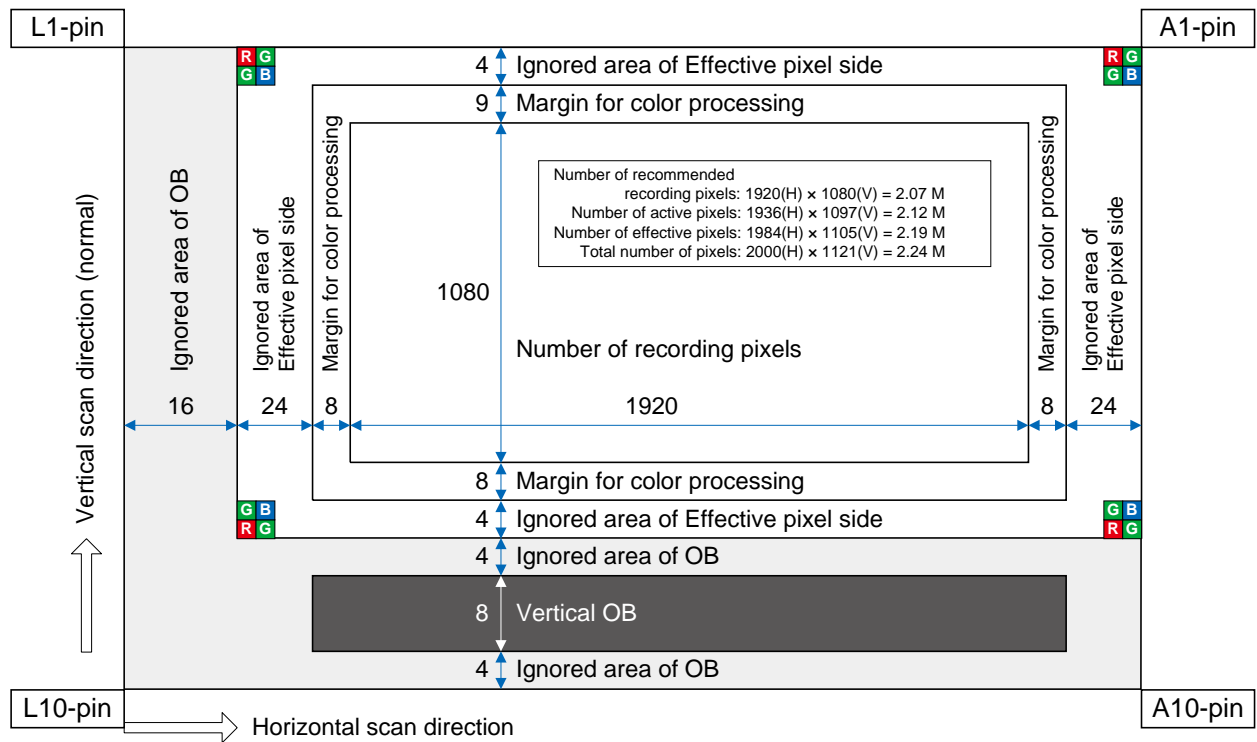 L1-pin
A1-pin
R G
G B
R G
G B
4 Ignored area of Effective pixel side
9 Margin for color processing
Number of recommended
recording pixels: 1920(H) × 1080(V) = 2.07 M
Number of active pixels: 1936(H) × 1097(V) = 2.12 M
Number of effective pixels: 1984(H) × 1105(V) = 2.19 M
Total number of pixels: 2000(H) × 1121(V) = 2.24 M
Vertical scan direction (normal)
Ignored area of OB
Ignored area of
Effective pixel side
Margin for color processing
Margin for color processing
Ignored area of
Effective pixel side
1080
Number of recording pixels
16
24
8
1920
8
24
8 Margin for color processing
4 Ignored area of Effective pixel side
G B
R G
G B
R G
4 Ignored area of OB
8 Vertical OB
4 Ignored area of OB
L10-pin
A10-pin
Horizontal scan direction